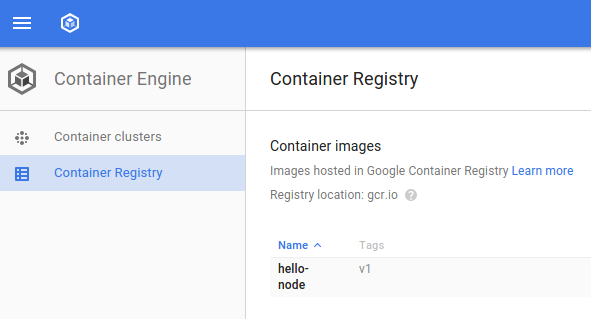 Container Engine
Container clusters
Container Registry
Container Registry
Container images
Images hosted in Google Container Registry Learn more
Registry location: gcr.io ?
Name Tags
hello- v1
node